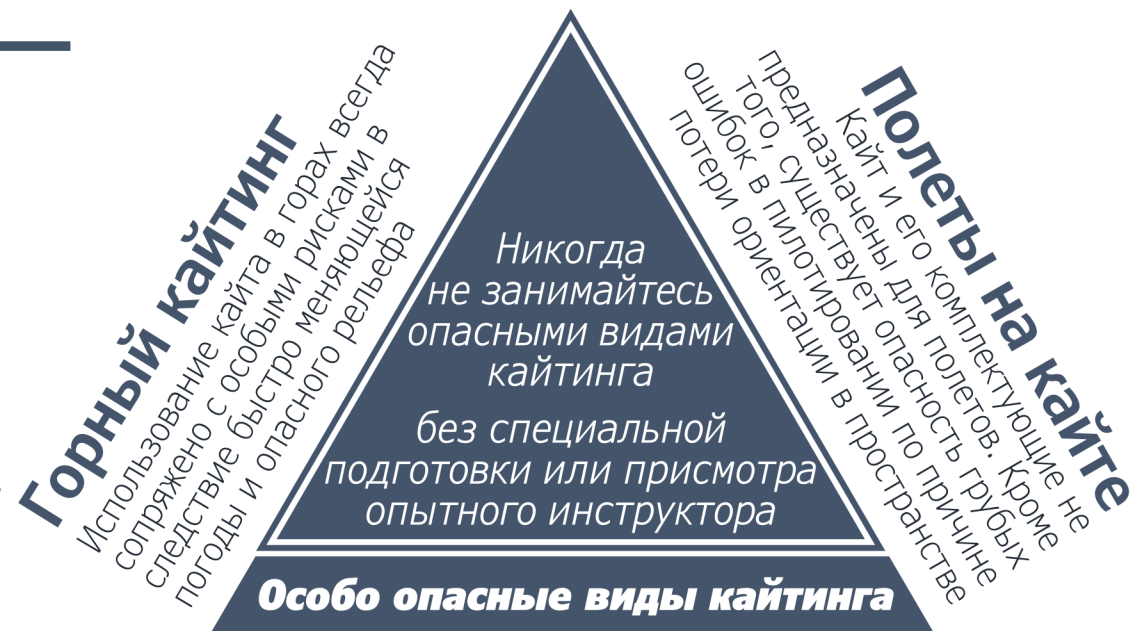 Горный кайтинг
Использование кайта в горах всегда
сопряжено с особыми рисками в
следствие быстро меняющейся
погоды и опасного рельефа
Никогда
не занимайтесь
опасными видами
кайтинга
без специальной
подготовки или присмотра
опытного инструктора
Полеты на кайте
Кайт и его комплектующие не
предназначены для полетов. Кроме
того, существует опасность грубых
ошибок в пилотировании по причине
потери ориентации в пространстве
Особо опасные виды кайтинга